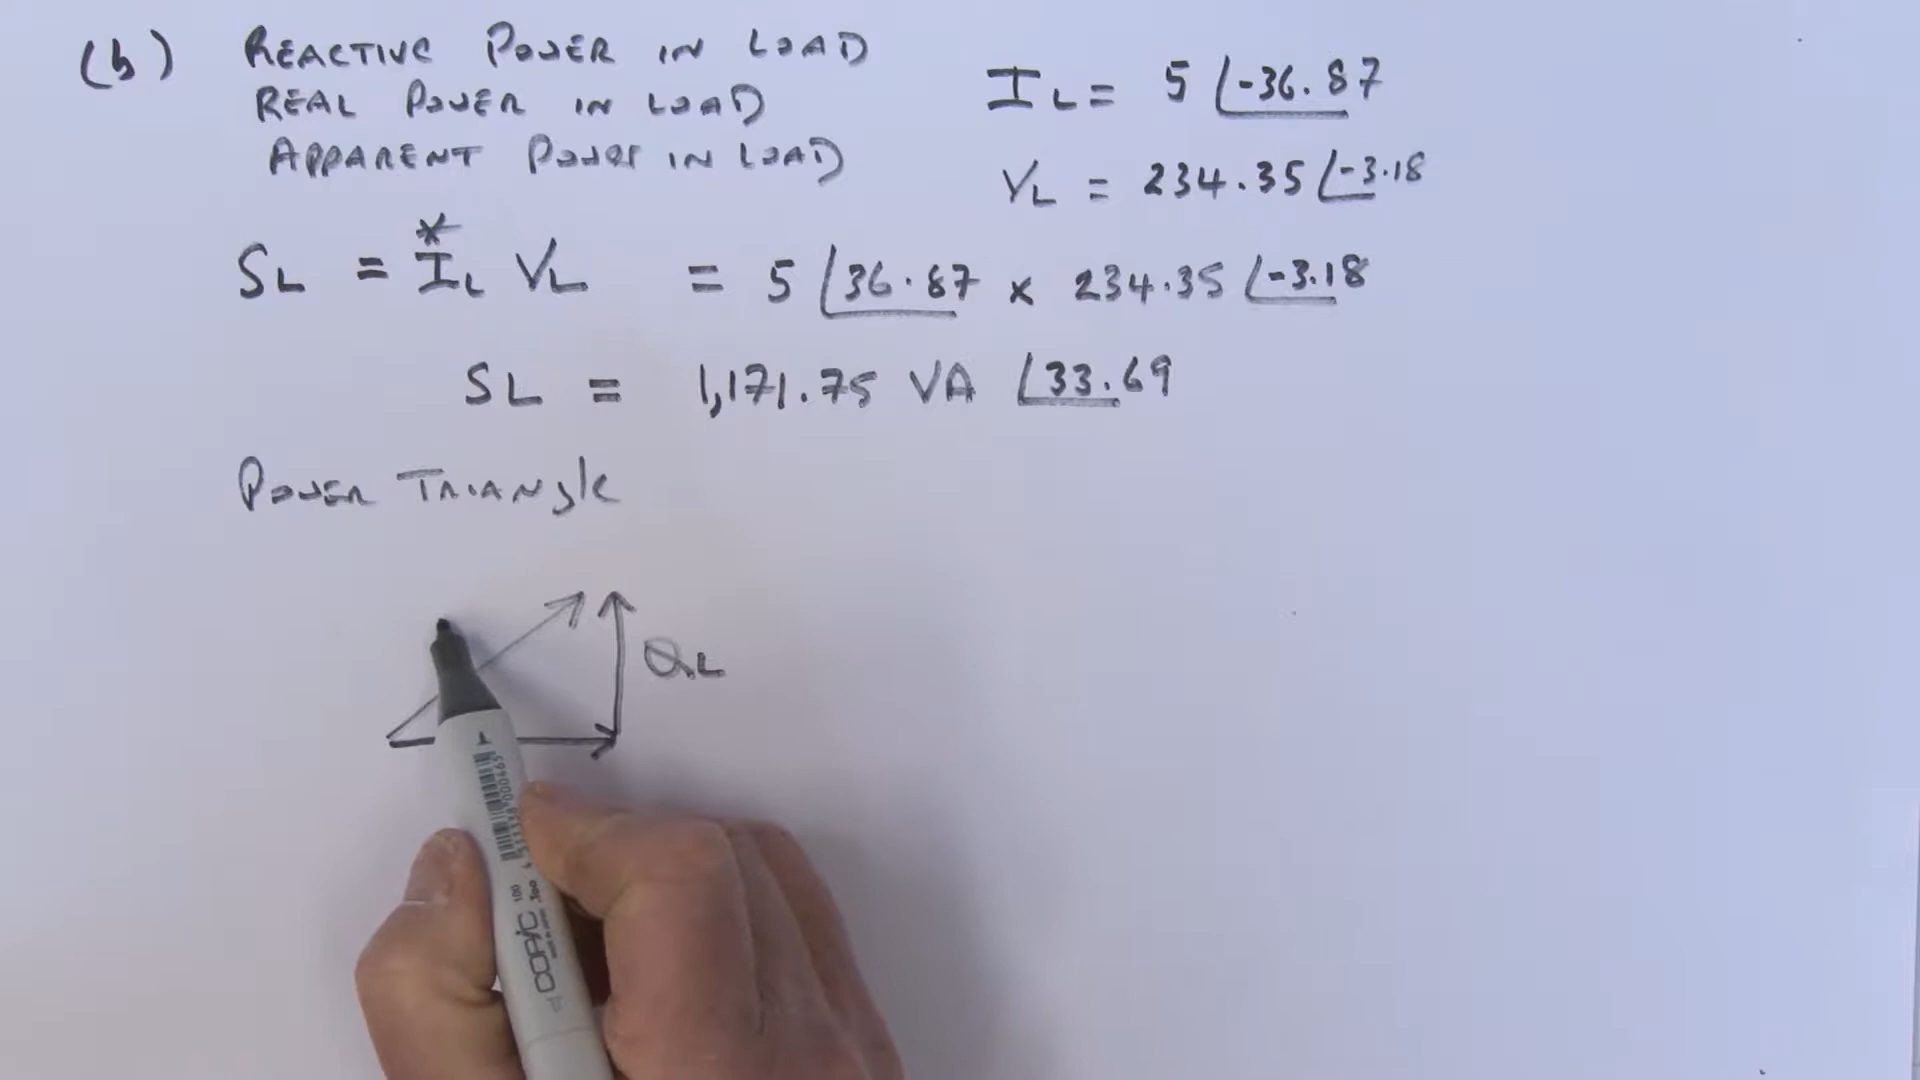 (b) REACTIVE POWER IN LOAD
REAL POWER IN LOAD
APPARENT POWER IN LOAD
IL = 5 ∠-36.87
VL = 234.35 ∠-3.18
*
SL = IL VL = 5 ∠36.87 × 234.35 ∠-3.18
SL = 1,171.75 VA ∠33.69
POWER TRIANGLE
QL
COPIC
100